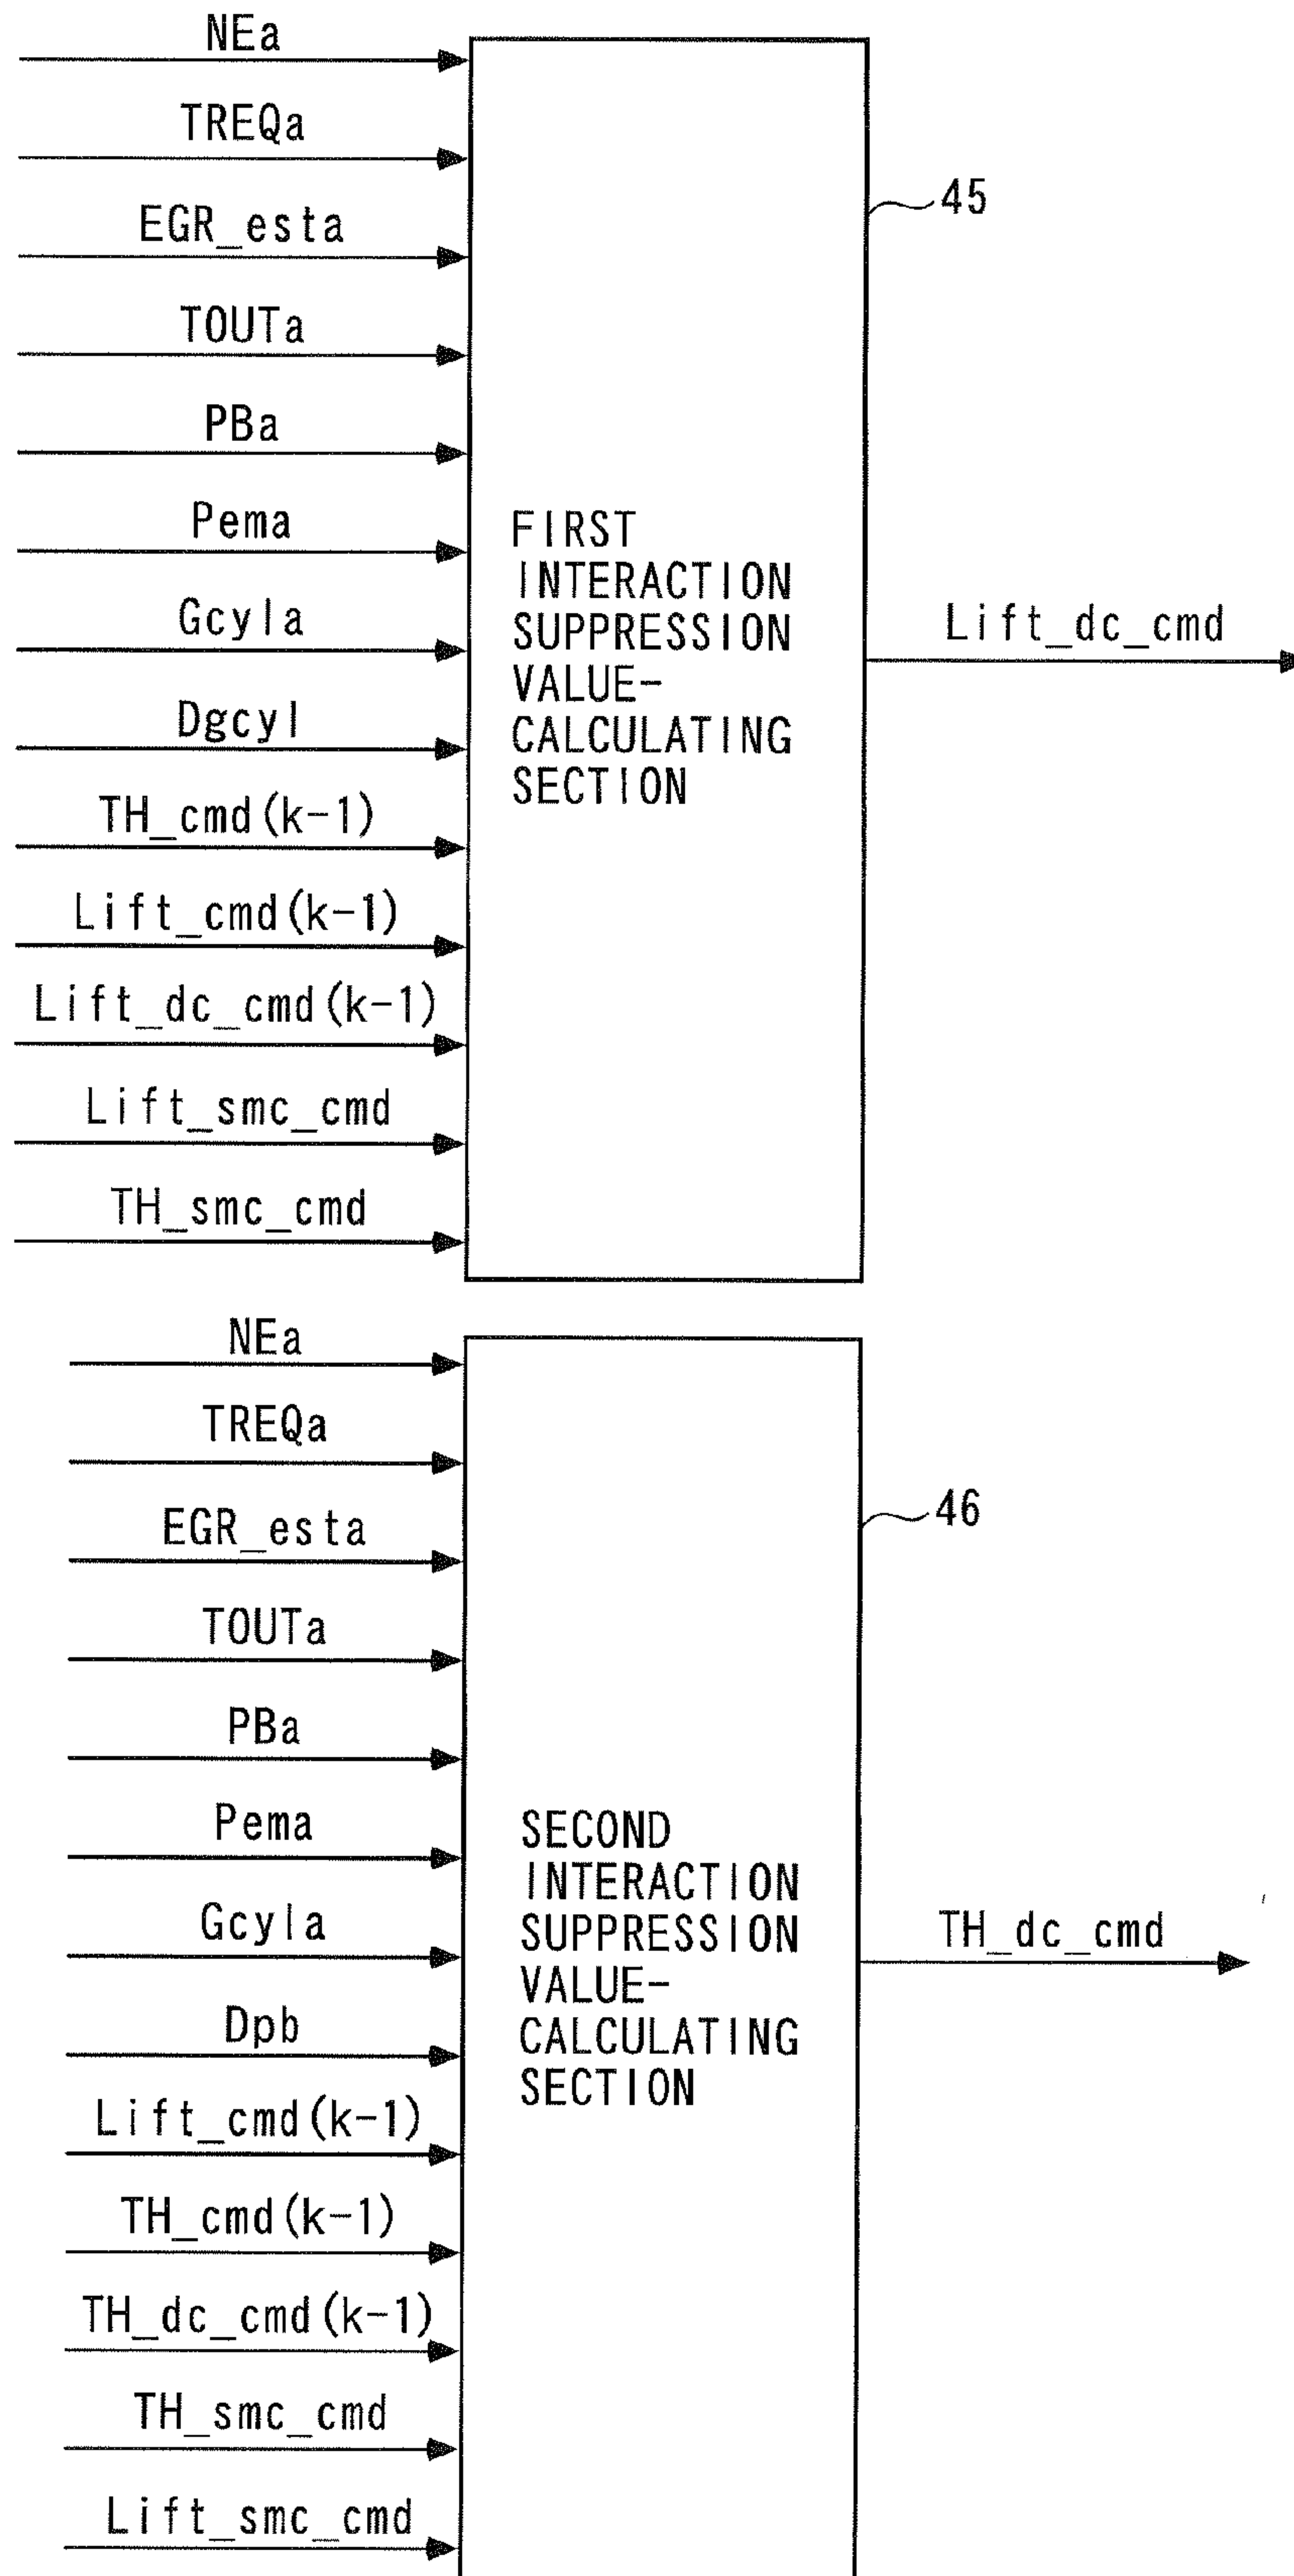 NEa
TREQa
EGR_esta
TOUTa
PBa
Pema
Gcyla
Dgcyl
TH_cmd(k-1)
Lift_cmd(k-1)
Lift_dc_cmd(k-1)
Lift_smc_cmd
TH_smc_cmd
FIRST
INTERACTION
SUPPRESSION
VALUE-
CALCULATING
SECTION
45
Lift_dc_cmd
NEa
TREQa
EGR_esta
TOUTa
PBa
Pema
Gcyla
Dpb
Lift_cmd(k-1)
TH_cmd(k-1)
TH_dc_cmd(k-1)
TH_smc_cmd
Lift_smc_cmd
SECOND
INTERACTION
SUPPRESSION
VALUE-
CALCULATING
SECTION
46
TH_dc_cmd